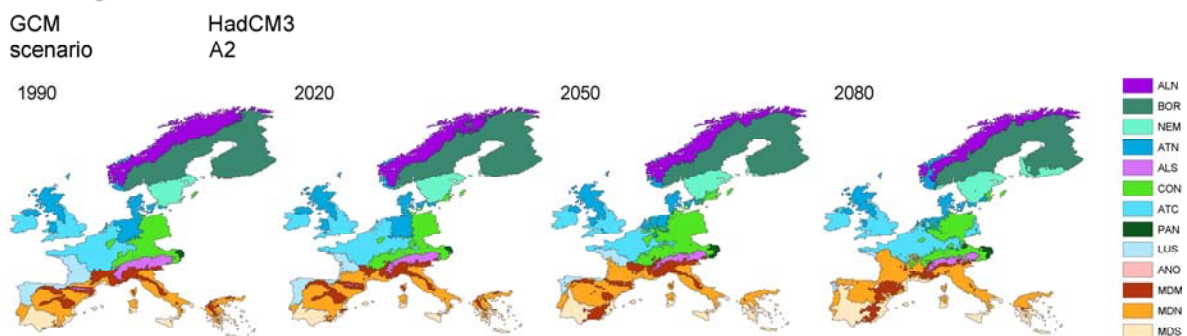 GCM HadCM3
scenario A2
1990 2020 2050 2080
ALN
BOR
NEM
ATN
ALS
CON
ATC
PAN
LUS
ANO
MDM
MDN
MDS